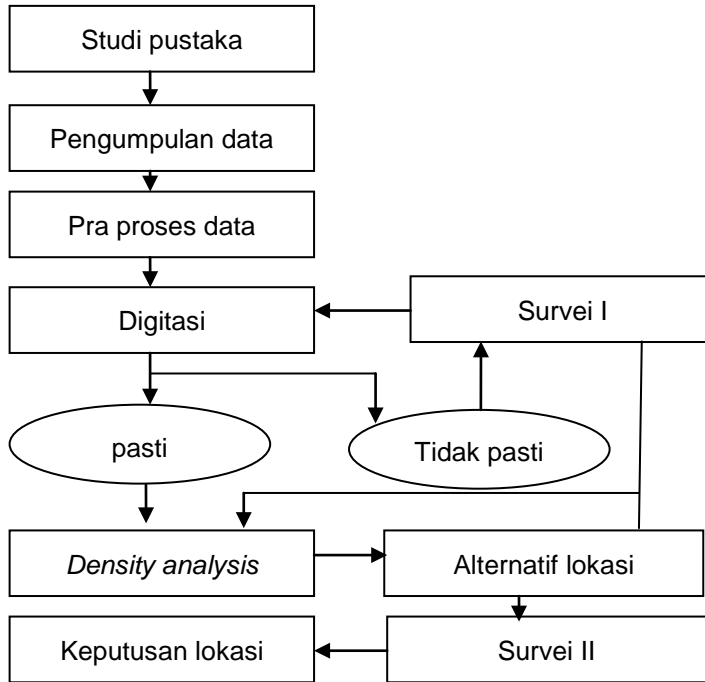 Studi pustaka
Pengumpulan data
Pra proses data
Digitasi
Survei I
pasti
Tidak pasti
Density analysis
Alternatif lokasi
Keputusan lokasi
Survei II